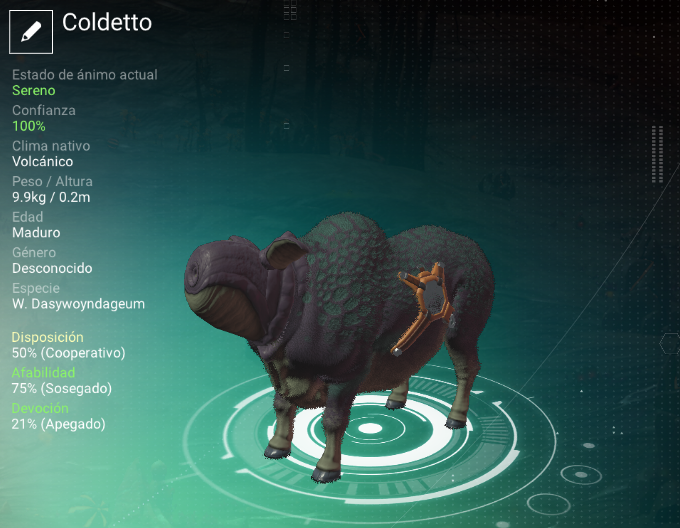 Coldetto
Estado de ánimo actual
Sereno
Confianza
100%
Clima nativo
Volcánico
Peso / Altura
9.9kg / 0.2m
Edad
Maduro
Género
Desconocido
Especie
W. Dasywoyndageum
Disposición
50% (Cooperativo)
Afabilidad
75% (Sosegado)
Devoción
21% (Apegado)